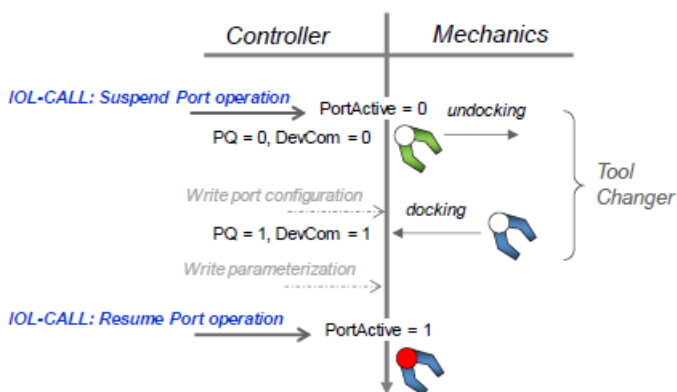 Controller
Mechanics
IOL-CALL: Suspend Port operation
PortActive = 0
undocking
PQ = 0, DevCom = 0
Tool
Changer
Write port configuration
docking
PQ = 1, DevCom = 1
Write parameterization
IOL-CALL: Resume Port operation
PortActive = 1